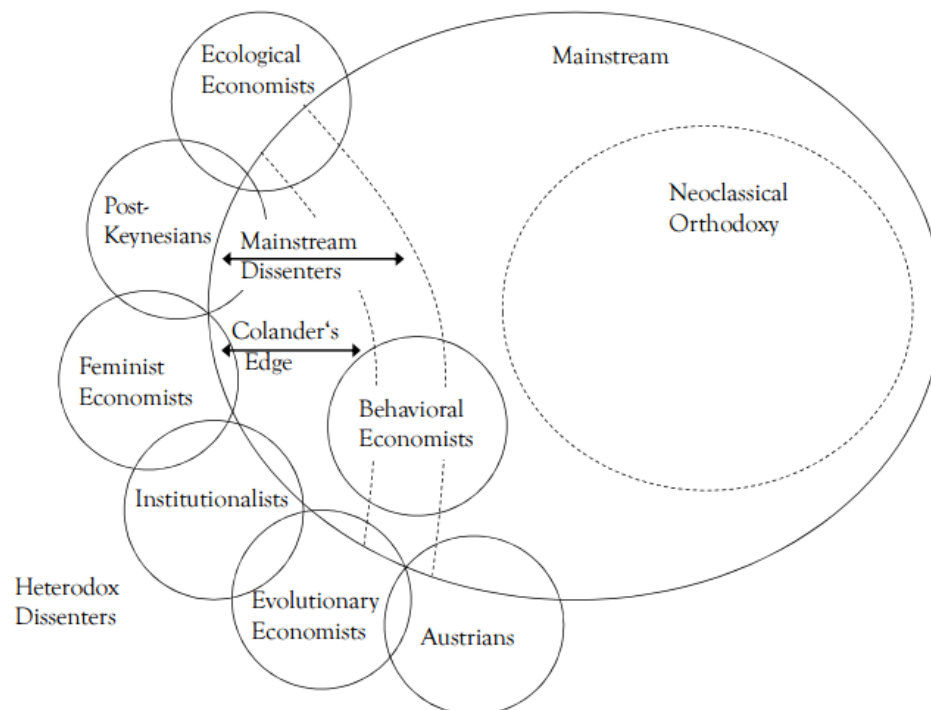 Ecological
Economists
Mainstream
Neoclassical
Orthodoxy
Post-
Keynesians
Mainstream
Dissenters
Colander‘s
Edge
Feminist
Economists
Behavioral
Economists
Institutionalists
Heterodox
Dissenters
Evolutionary
Economists
Austrians